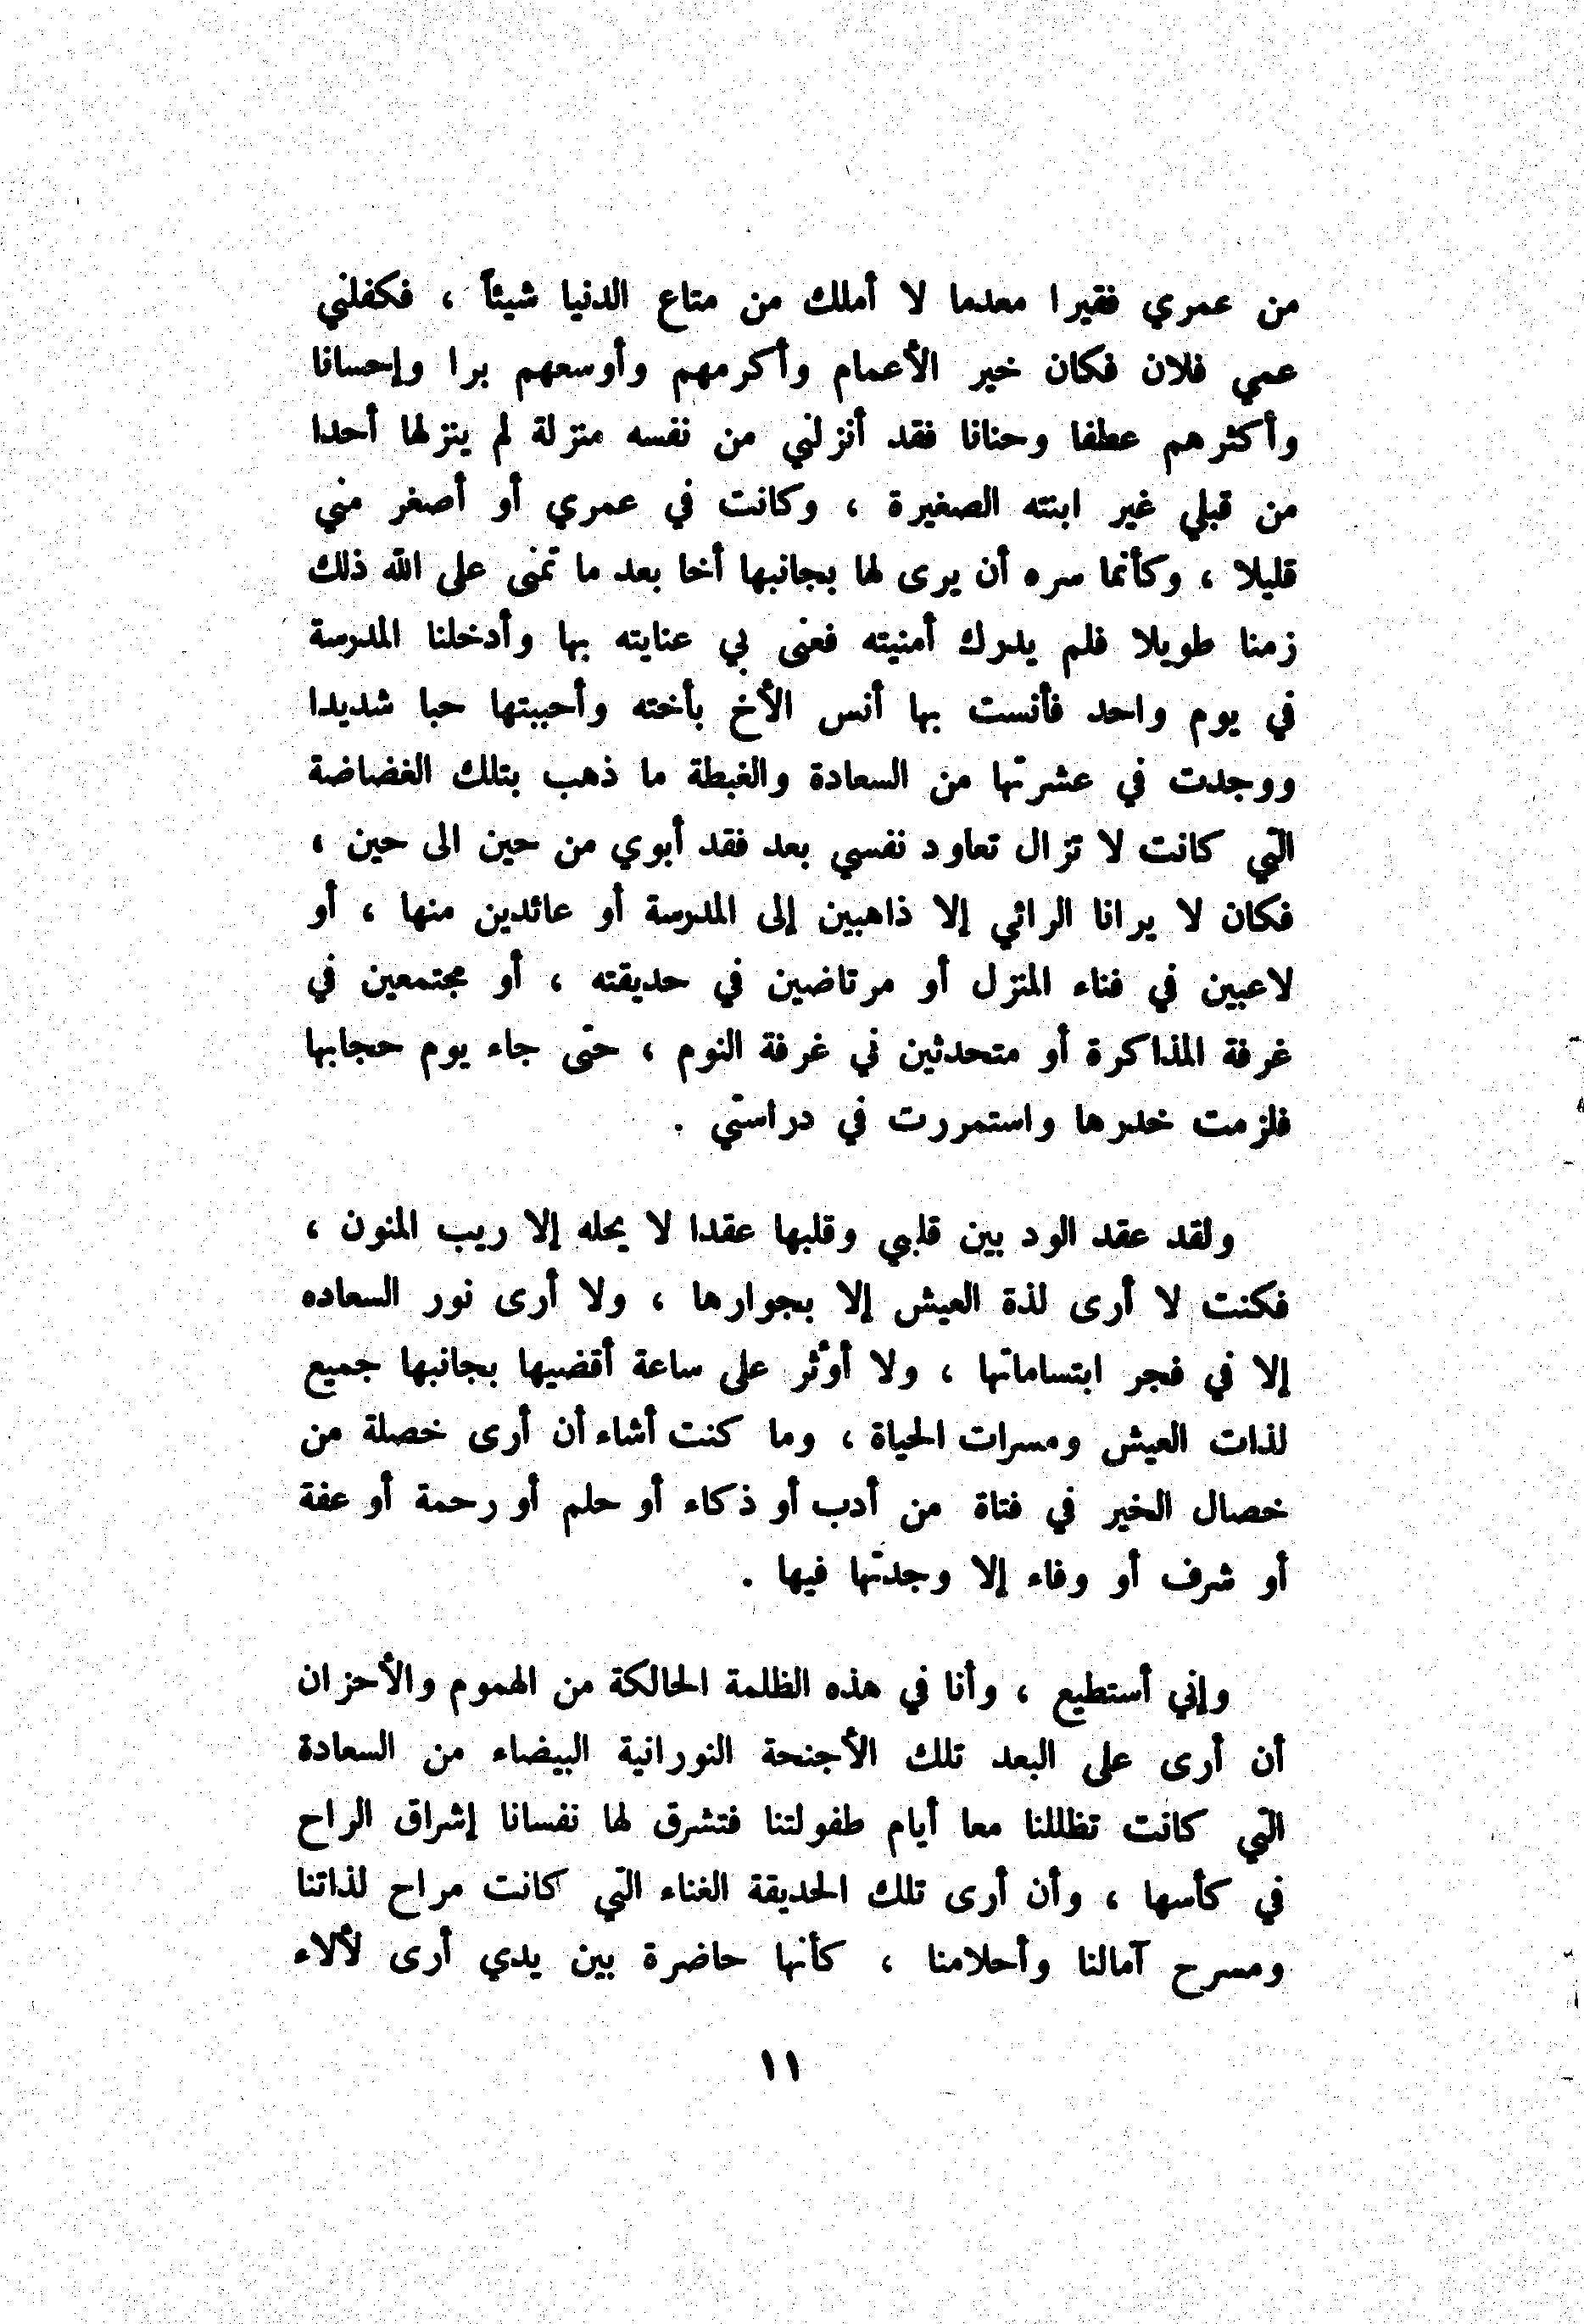 من عمري فقيرا معدما لا أملك من متاع الدنيا شيئاً ، فكفلني
عمي فلان فكان خير الأعمام وأكرمهم وأوسعهم برا وإحسانا
وأكثرهم عطفا وحنانا فقد أنزلني من نفسه منزلة لم ينزلها أحدا
من قبلي غير ابنته الصغيرة ، وكانت في عمري أو أصغر مني
قليلا ، وكأنما سره أن يرى لها بجانبها أخا بعد ما تمنى على الله ذلك
زمنا طويلا فلم يدرك أمنيته فعنى بي عنايته بها وأدخلنا المدرسة
في يوم واحد فأنست بها أنس الأخ بأخته وأحببتها حبا شديدا
ووجدت في عشرتها من السعادة والغبطة ما ذهب بتلك الغضاضة
التي كانت لا تزال تعاود نفسي بعد فقد أبوي من حين الى حين ،
فكان لا يرانا الرائي إلا ذاهبين إلى المدرسة أو عائدين منها ، أو
لاعبين في فناء المنزل أو مرتاضين في حديقته ، أو مجتمعين في
غرفة المذاكرة أو متحدثين في غرفة النوم ، حتى جاء يوم حجابها
فلزمت خدرها واستمررت في دراستي .
ولقد عقد الود بين قلبي وقلبها عقدا لا يحله إلا ريب المنون ،
فكنت لا أرى لذة العيش إلا بجوارها ، ولا أرى نور السعاده
إلا في فجر ابتساماتها ، ولا أوثر على ساعة أقضيها بجانبها جميع
لذات العيش ومسرات الحياة ، وما كنت أشاء أن أرى خصلة من
خصال الخير في فتاة من أدب أو ذكاء أو حلم أو رحمة أو عفة
أو شرف أو وفاء إلا وجدتها فيها .
وإني أستطيع ، وأنا في هذه الظلمة الحالكة من الهموم والأحزان
أن أرى على البعد تلك الأجنحة النورانية البيضاء من السعادة
التي كانت تظللنا معا أيام طفولتنا فتشرق لها نفسانا إشراق الراح
في كأسها ، وأن أرى تلك الحديقة الغناء التي كانت مراح لذاتنا
ومسرح آمالنا وأحلامنا ، كأنها حاضرة بين يدي أرى لألاء
١١